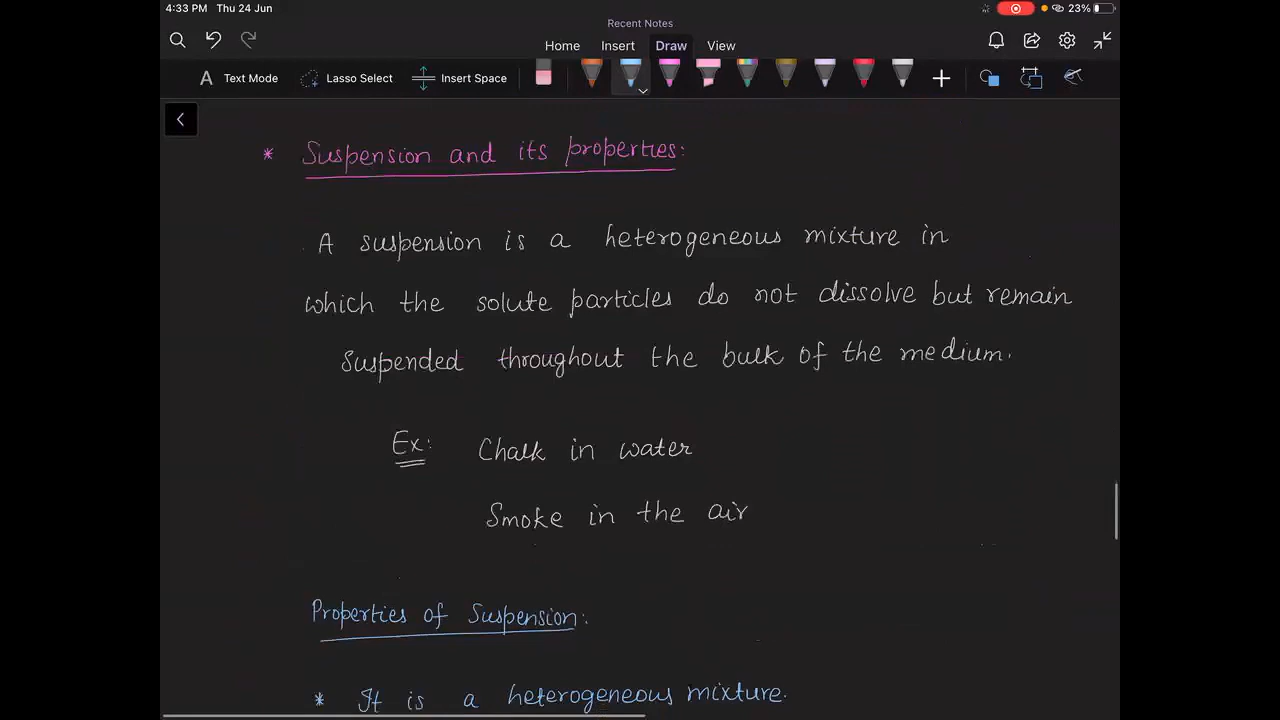 4:33 PM Thu 24 Jun
23%
Recent Notes
Home Insert Draw View
A Text Mode Lasso Select Insert Space
* Suspension and its properties:
A suspension is a heterogeneous mixture in
which the solute particles do not dissolve but remain
suspended throughout the bulk of the medium.
Ex: Chalk in water
Smoke in the air
Properties of Suspension:
* It is a heterogeneous mixture.